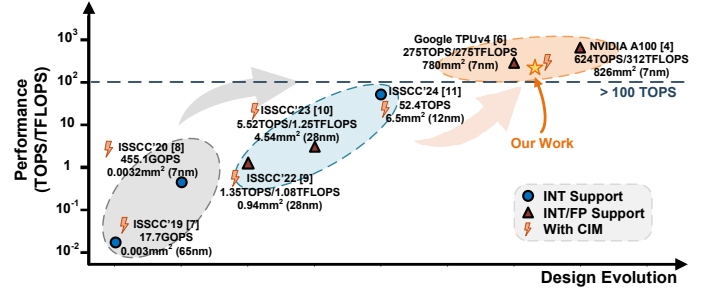 Performance
(TOPS/TFLOPS)
10³
10²
10
1
10⁻¹
10⁻²
Google TPUv4 [6]
275TOPS/275TFLOPS
780mm² (7nm)
NVIDIA A100 [4]
624TOPS/312TFLOPS
826mm² (7nm)
> 100 TOPS
ISSCC'24 [11]
52.4TOPS
6.5mm² (12nm)
ISSCC'23 [10]
5.52TOPS/1.25TFLOPS
4.54mm² (28nm)
Our Work
ISSCC'20 [8]
455.1GOPS
0.0032mm² (7nm)
ISSCC'22 [9]
1.35TOPS/1.08TFLOPS
0.94mm² (28nm)
ISSCC'19 [7]
17.7GOPS
0.003mm² (65nm)
INT Support
INT/FP Support
With CIM
Design Evolution